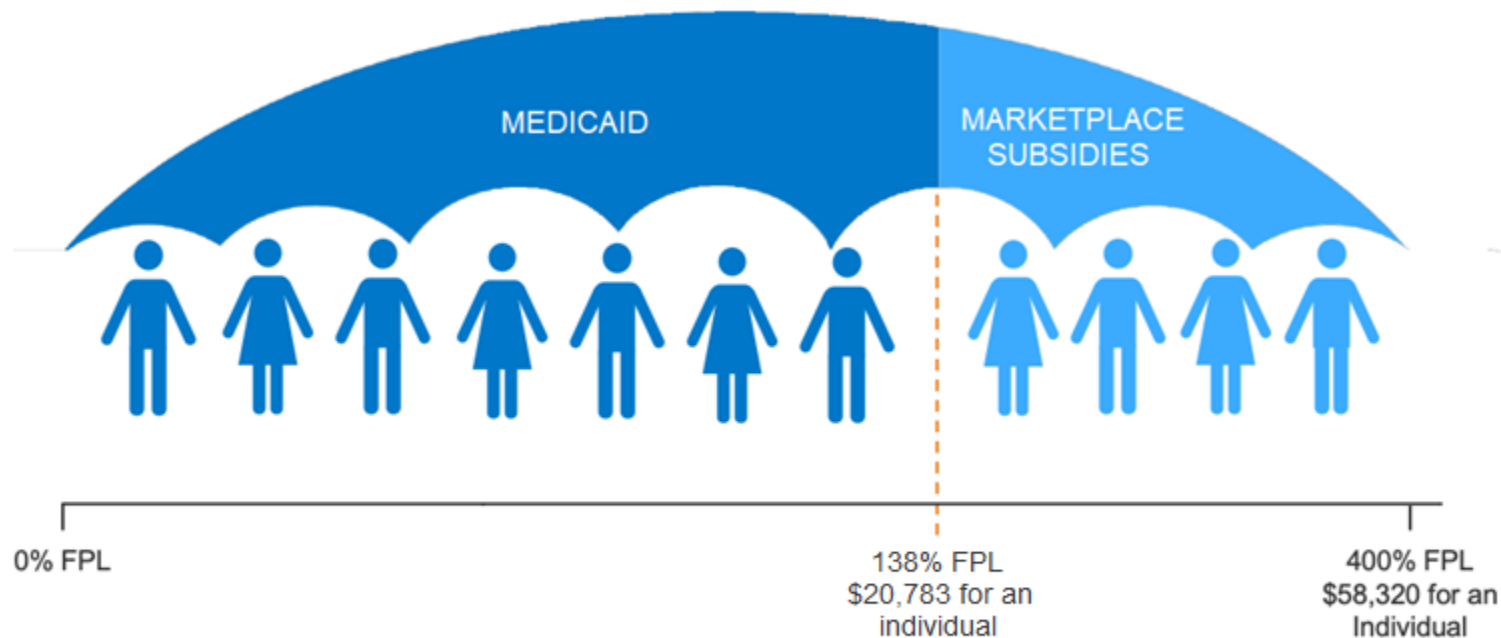 MEDICAID
MARKETPLACE
SUBSIDIES
0% FPL
138% FPL
$20,783 for an
individual
400% FPL
$58,320 for an
Individual